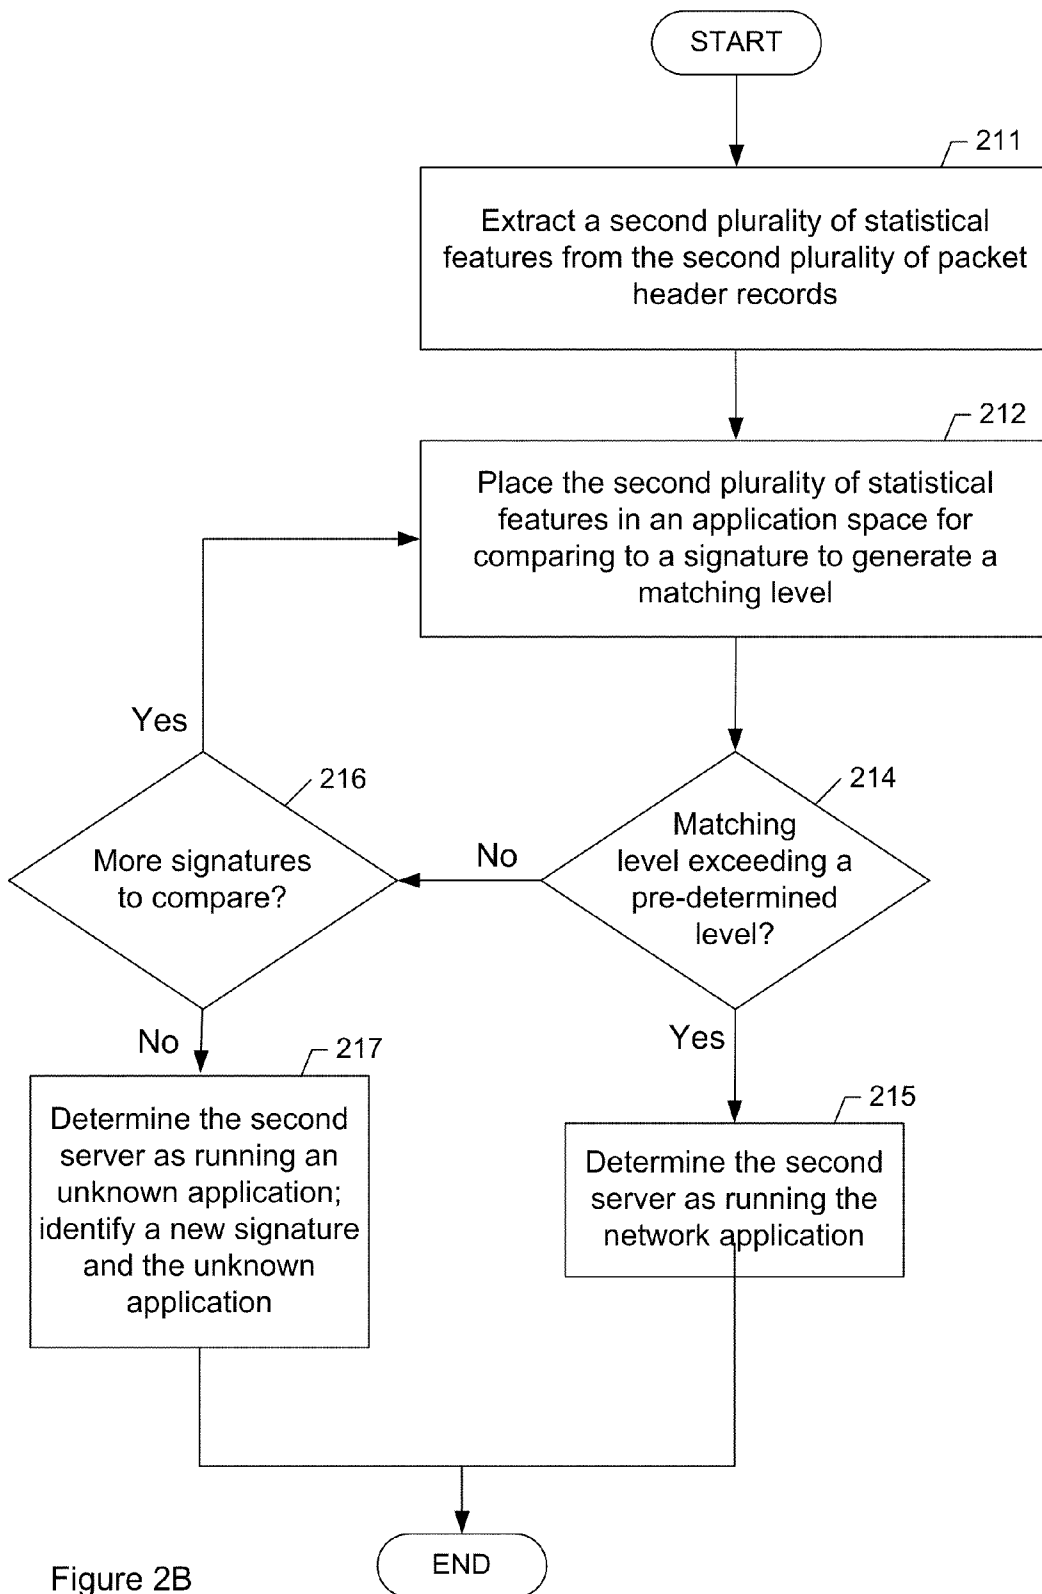 START
211
Extract a second plurality of statistical
features from the second plurality of packet
header records
212
Place the second plurality of statistical
features in an application space for
comparing to a signature to generate a
matching level
Yes
216
More signatures
to compare?
No
214
Matching
level exceeding a
pre-determined
level?
No
217
Determine the second
server as running an
unknown application;
identify a new signature
and the unknown
application
Yes
215
Determine the second
server as running the
network application
END
Figure 2B